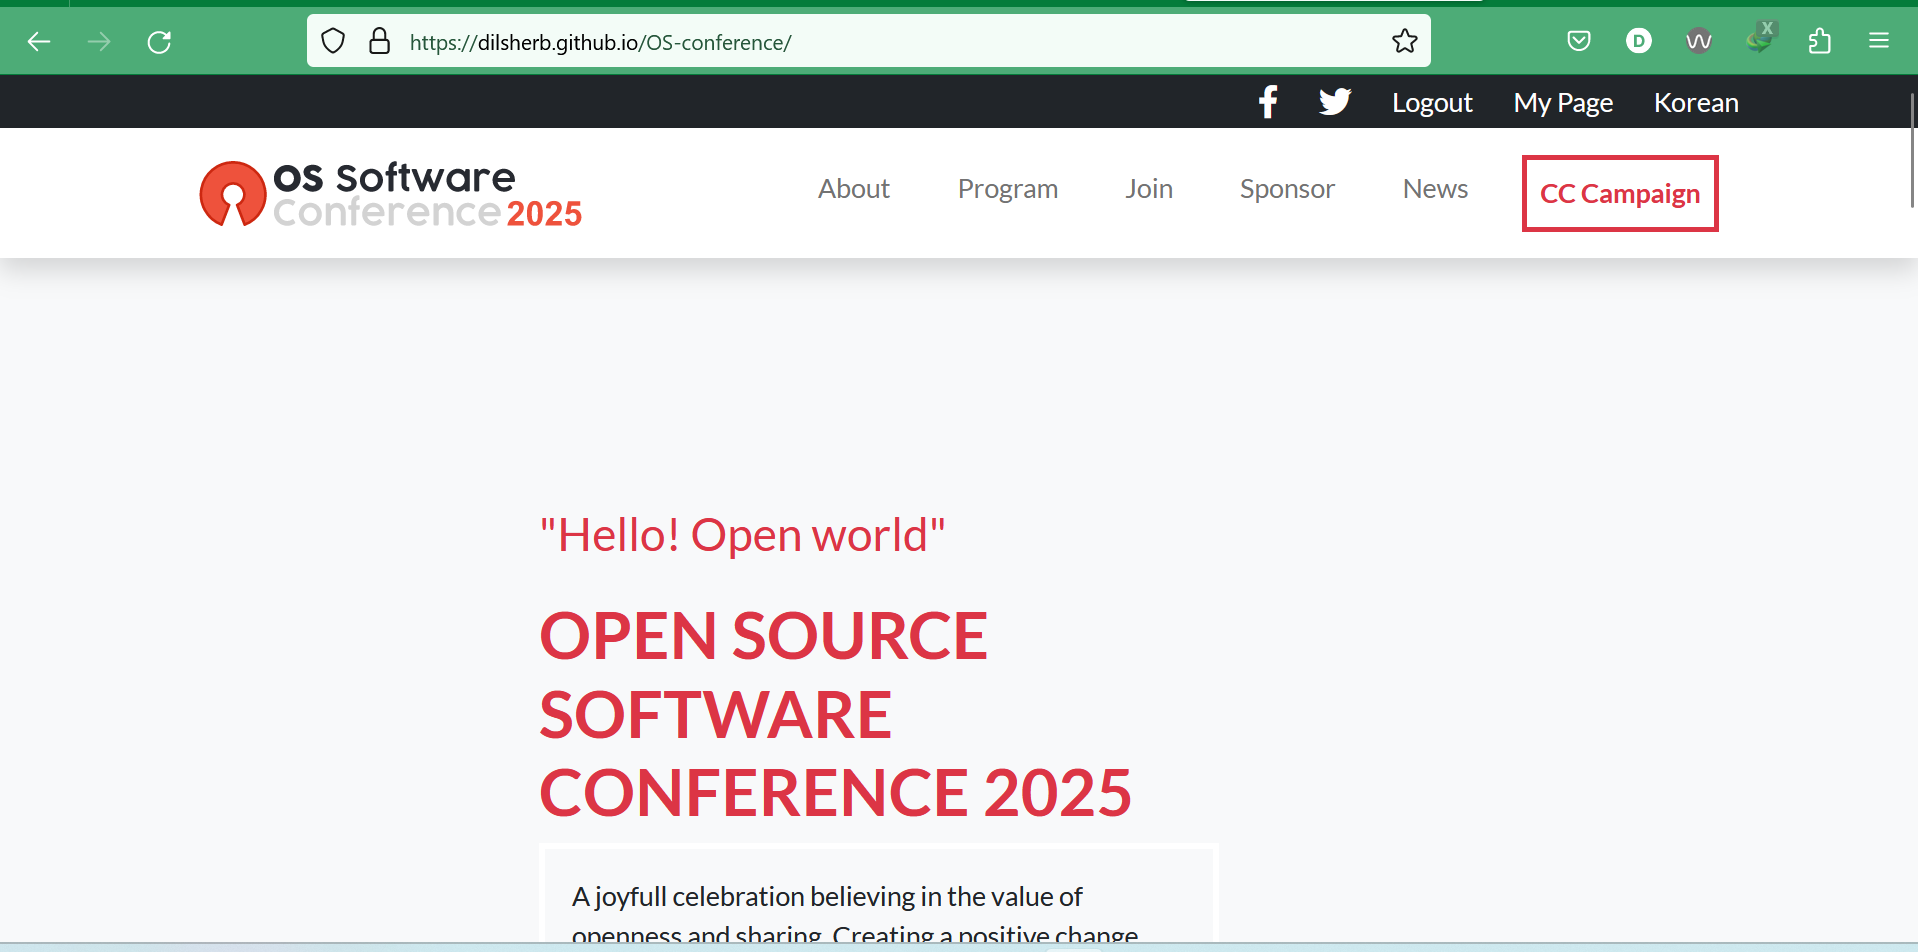 https://dilsherb.github.io/OS-conference/
D
X
Logout My Page Korean
OS Software
Conference 2025
About Program Join Sponsor News CC Campaign
"Hello! Open world"
OPEN SOURCE
SOFTWARE
CONFERENCE 2025
A joyfull celebration believing in the value of
openness and sharing. Creating a positive change